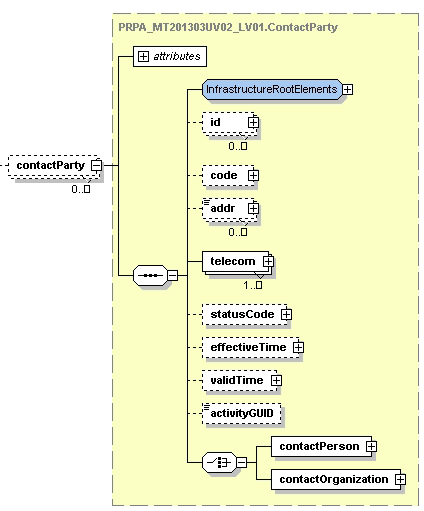 PRPA_MT201303UV02_LV01.ContactParty
attributes
InfrastructureRootElements
id
0..
code
contactParty
0..
addr
0..
telecom
1..
statusCode
effectiveTime
validTime
activityGUID
contactPerson
contactOrganization